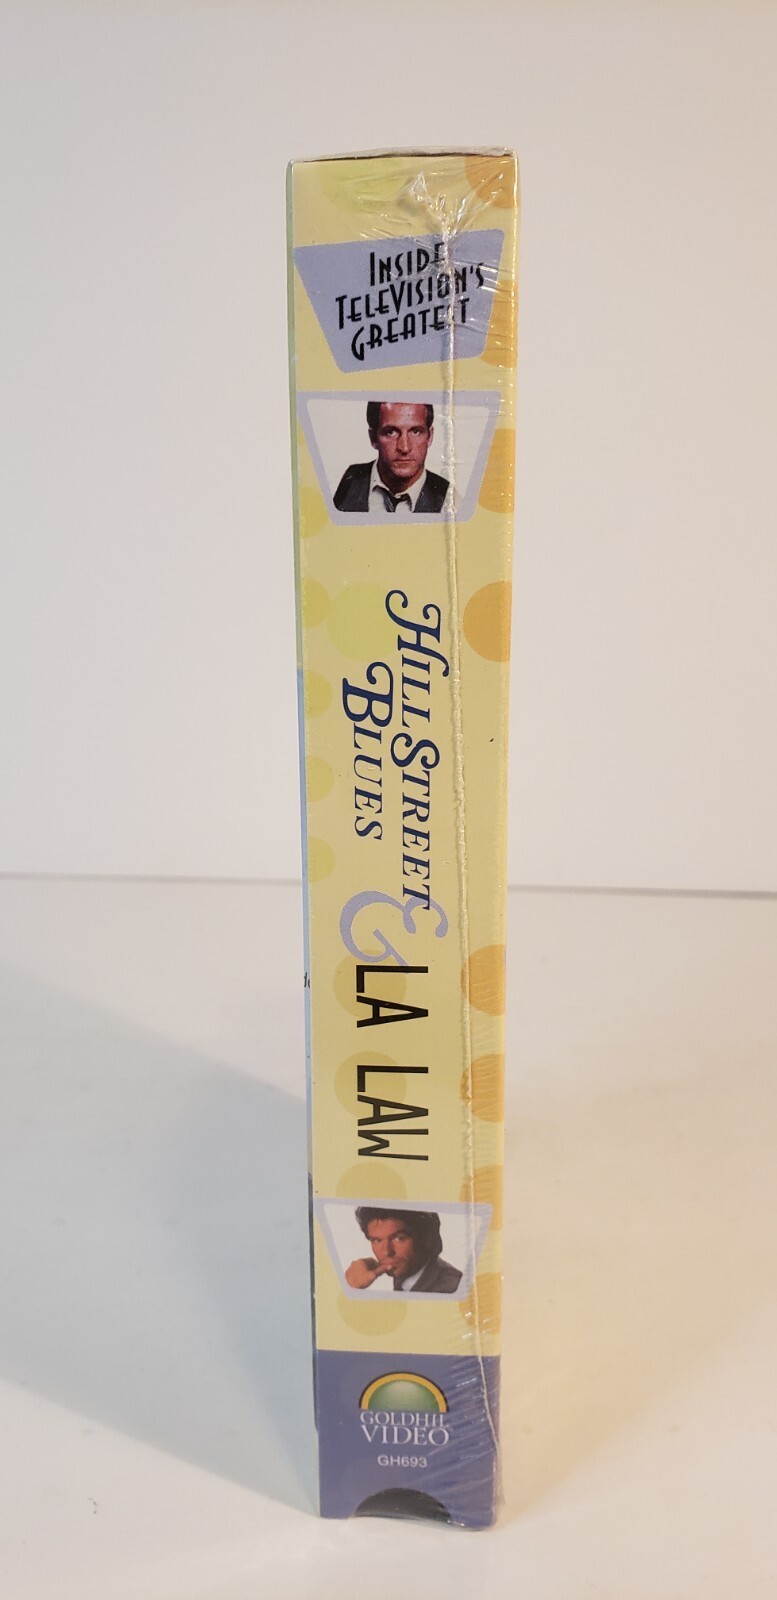 INSIDE
TELEVISION'S
GREATEST
HILL STREET
BLUES
&
LA LAW
GOLDHIL
VIDEO
GH693